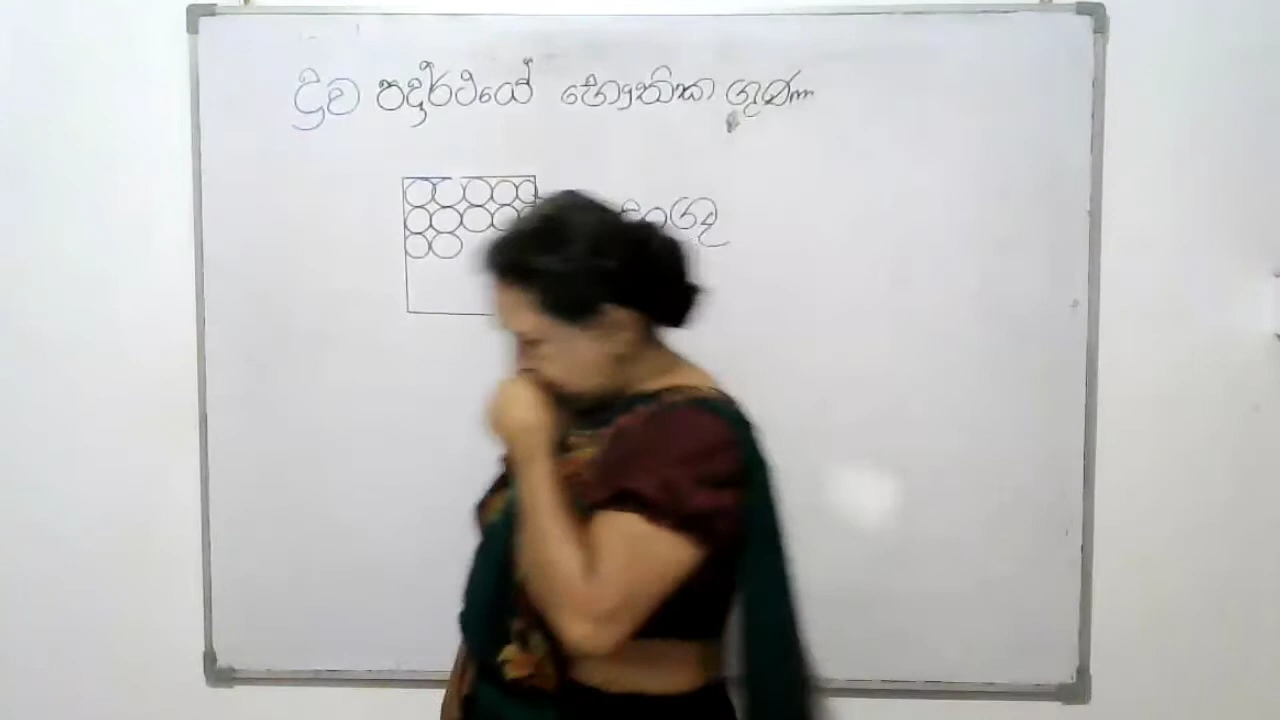 ද්‍රව පදාර්ථයේ භෞතික ගුණ